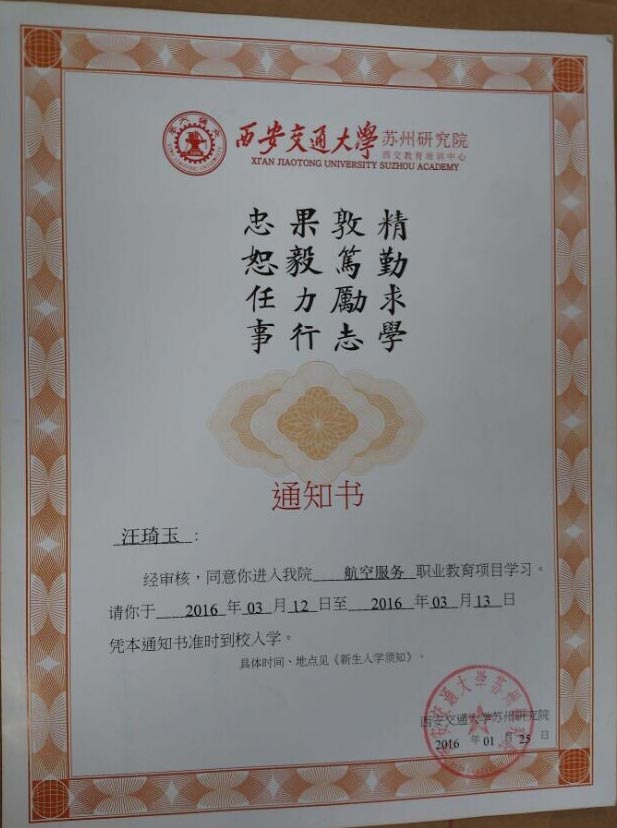 西安交通大學 苏州研究院
西交教育培训中心
XI'AN JIAOTONG UNIVERSITY SUZHOU ACADEMY
精勤求學
敦篤勵志
果毅力行
忠恕任事
通知书
汪琦玉：
经审核，同意你进入我院 航空服务 职业教育项目学习。
请你于 2016 年 03 月 12 日至 2016 年 03 月 13 日
凭本通知书准时到校入学。
具体时间、地点见《新生入学须知》。
西安交通大学苏州研究院
2016 年 01 月 25 日